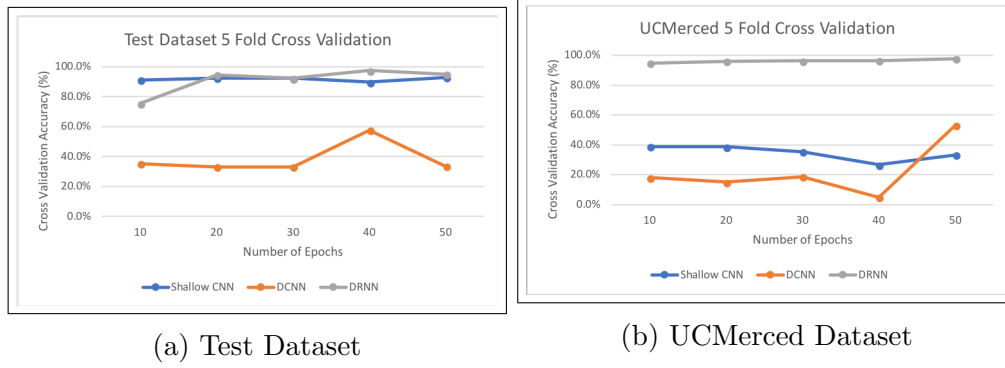 Test Dataset 5 Fold Cross Validation
Cross Validation Accuracy (%)
100.0%
80.0%
60.0%
40.0%
20.0%
0.0%
10 20 30 40 50
Number of Epochs
Shallow CNN DCNN DRNN
(a) Test Dataset
UCMerced 5 Fold Cross Validation
Cross Validation Accuracy (%)
100.0%
80.0%
60.0%
40.0%
20.0%
0.0%
10 20 30 40 50
Number of Epochs
Shallow CNN DCNN DRNN
(b) UCMerced Dataset